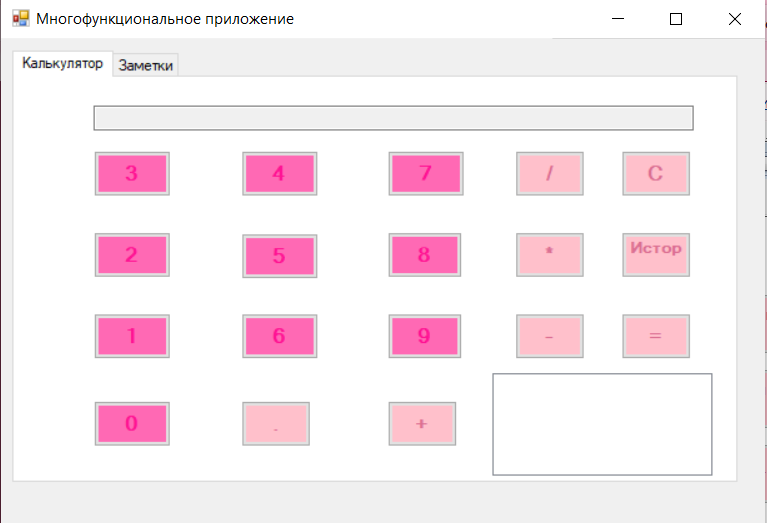 Многофункциональное приложение
Калькулятор Заметки
3 4 7 / C
2 5 8 * Истор
1 6 9 - =
0 . +